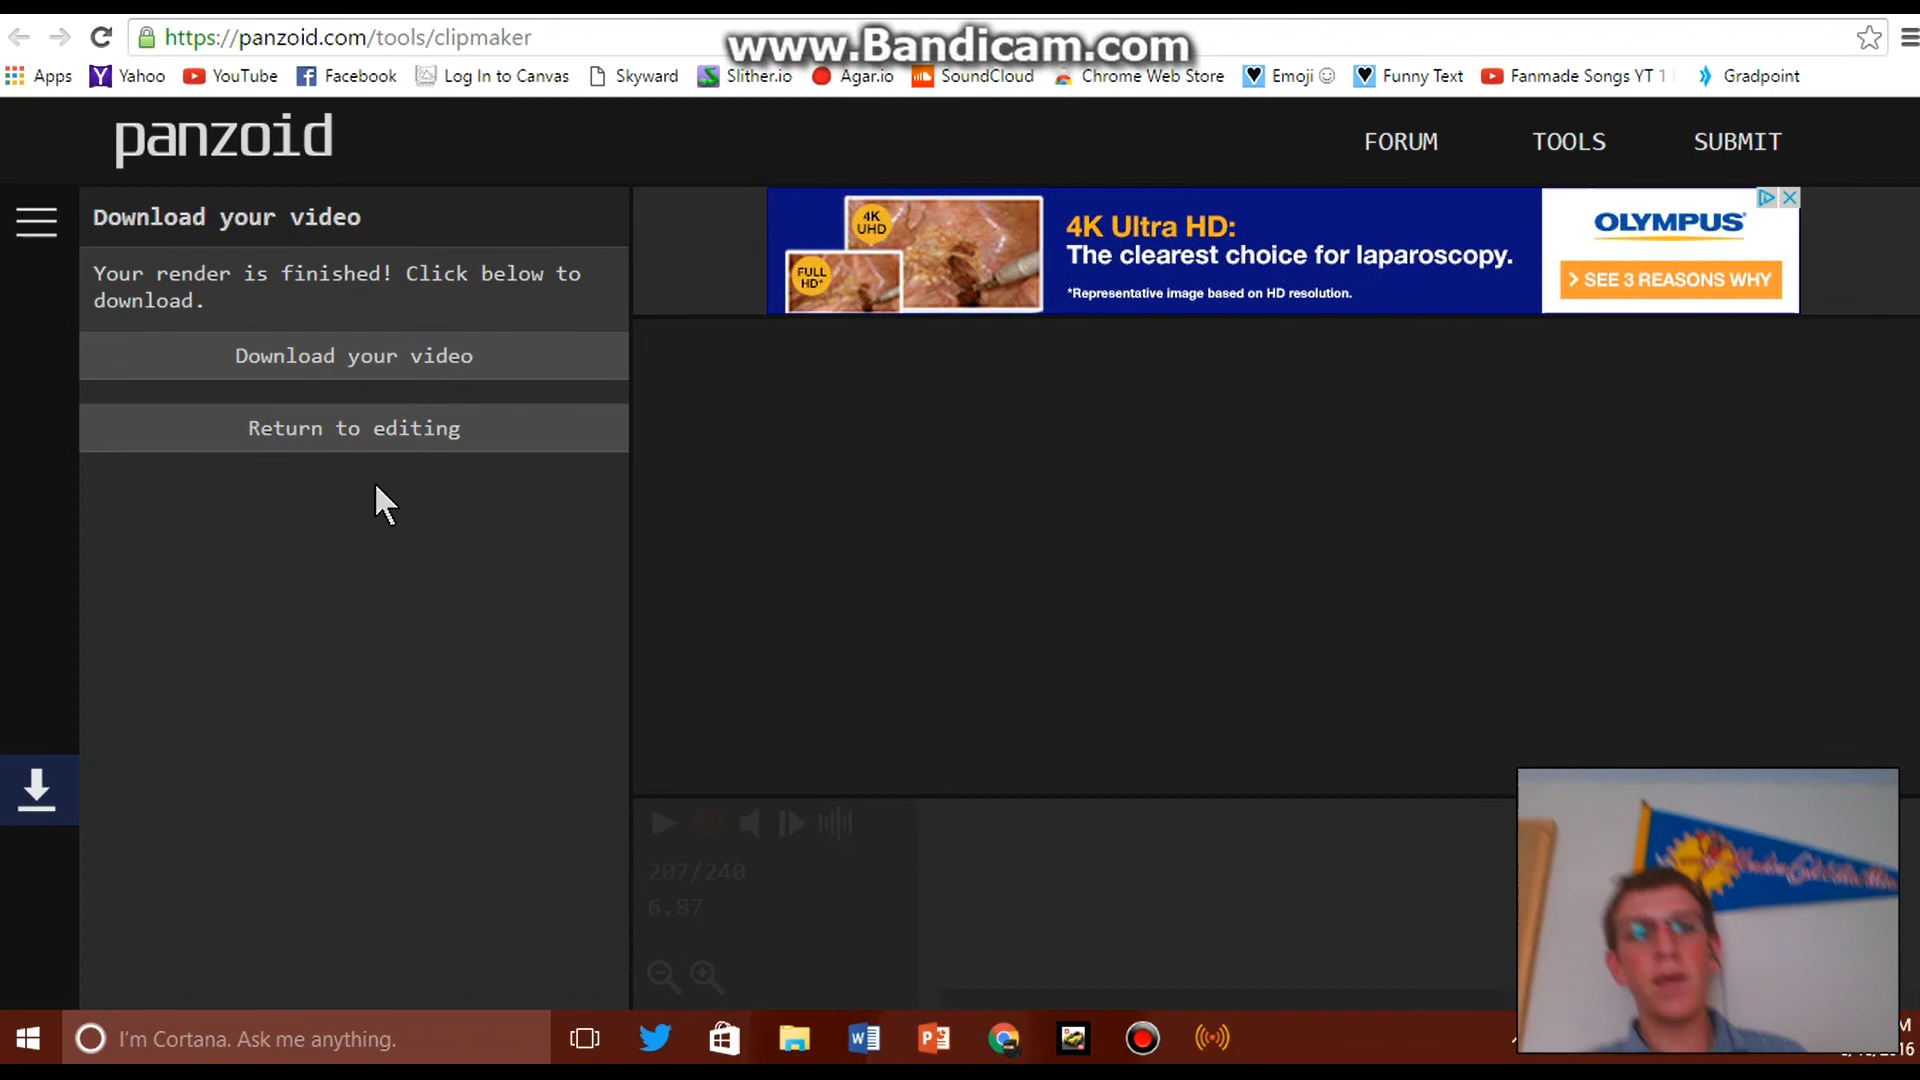 https://panzoid.com/tools/clipmaker
www.Bandicam.com
Apps Yahoo YouTube Facebook Log In to Canvas Skyward Slither.io Agar.io SoundCloud Chrome Web Store Emoji Funny Text Fanmade Songs YT 1 Gradpoint
panzoid
FORUM TOOLS SUBMIT
Download your video
Your render is finished! Click below to
download.
Download your video
Return to editing
4K UHD
FULL HD*
4K Ultra HD:
The clearest choice for laparoscopy.
*Representative image based on HD resolution.
OLYMPUS
> SEE 3 REASONS WHY
207/240
6.87
I'm Cortana. Ask me anything.